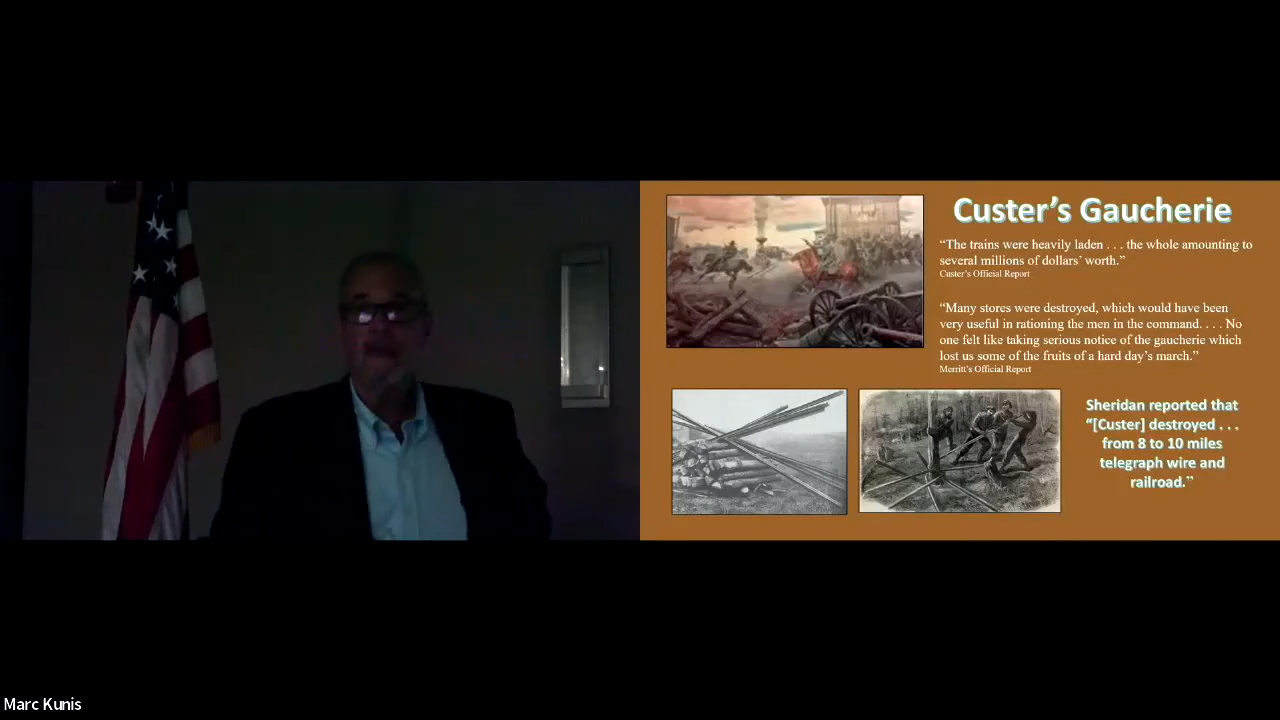 Custer's Gaucherie
“The trains were heavily laden . . . the whole amounting to
several millions of dollars’ worth.”
Custer's Official Report
“Many stores were destroyed, which would have been
very useful in rationing the men in the command. . . . No
one felt like taking serious notice of the gaucherie which
lost us some of the fruits of a hard day’s march.”
Merritt's Official Report
Sheridan reported that
“[Custer] destroyed . . .
from 8 to 10 miles
telegraph wire and
railroad.”
Marc Kunis